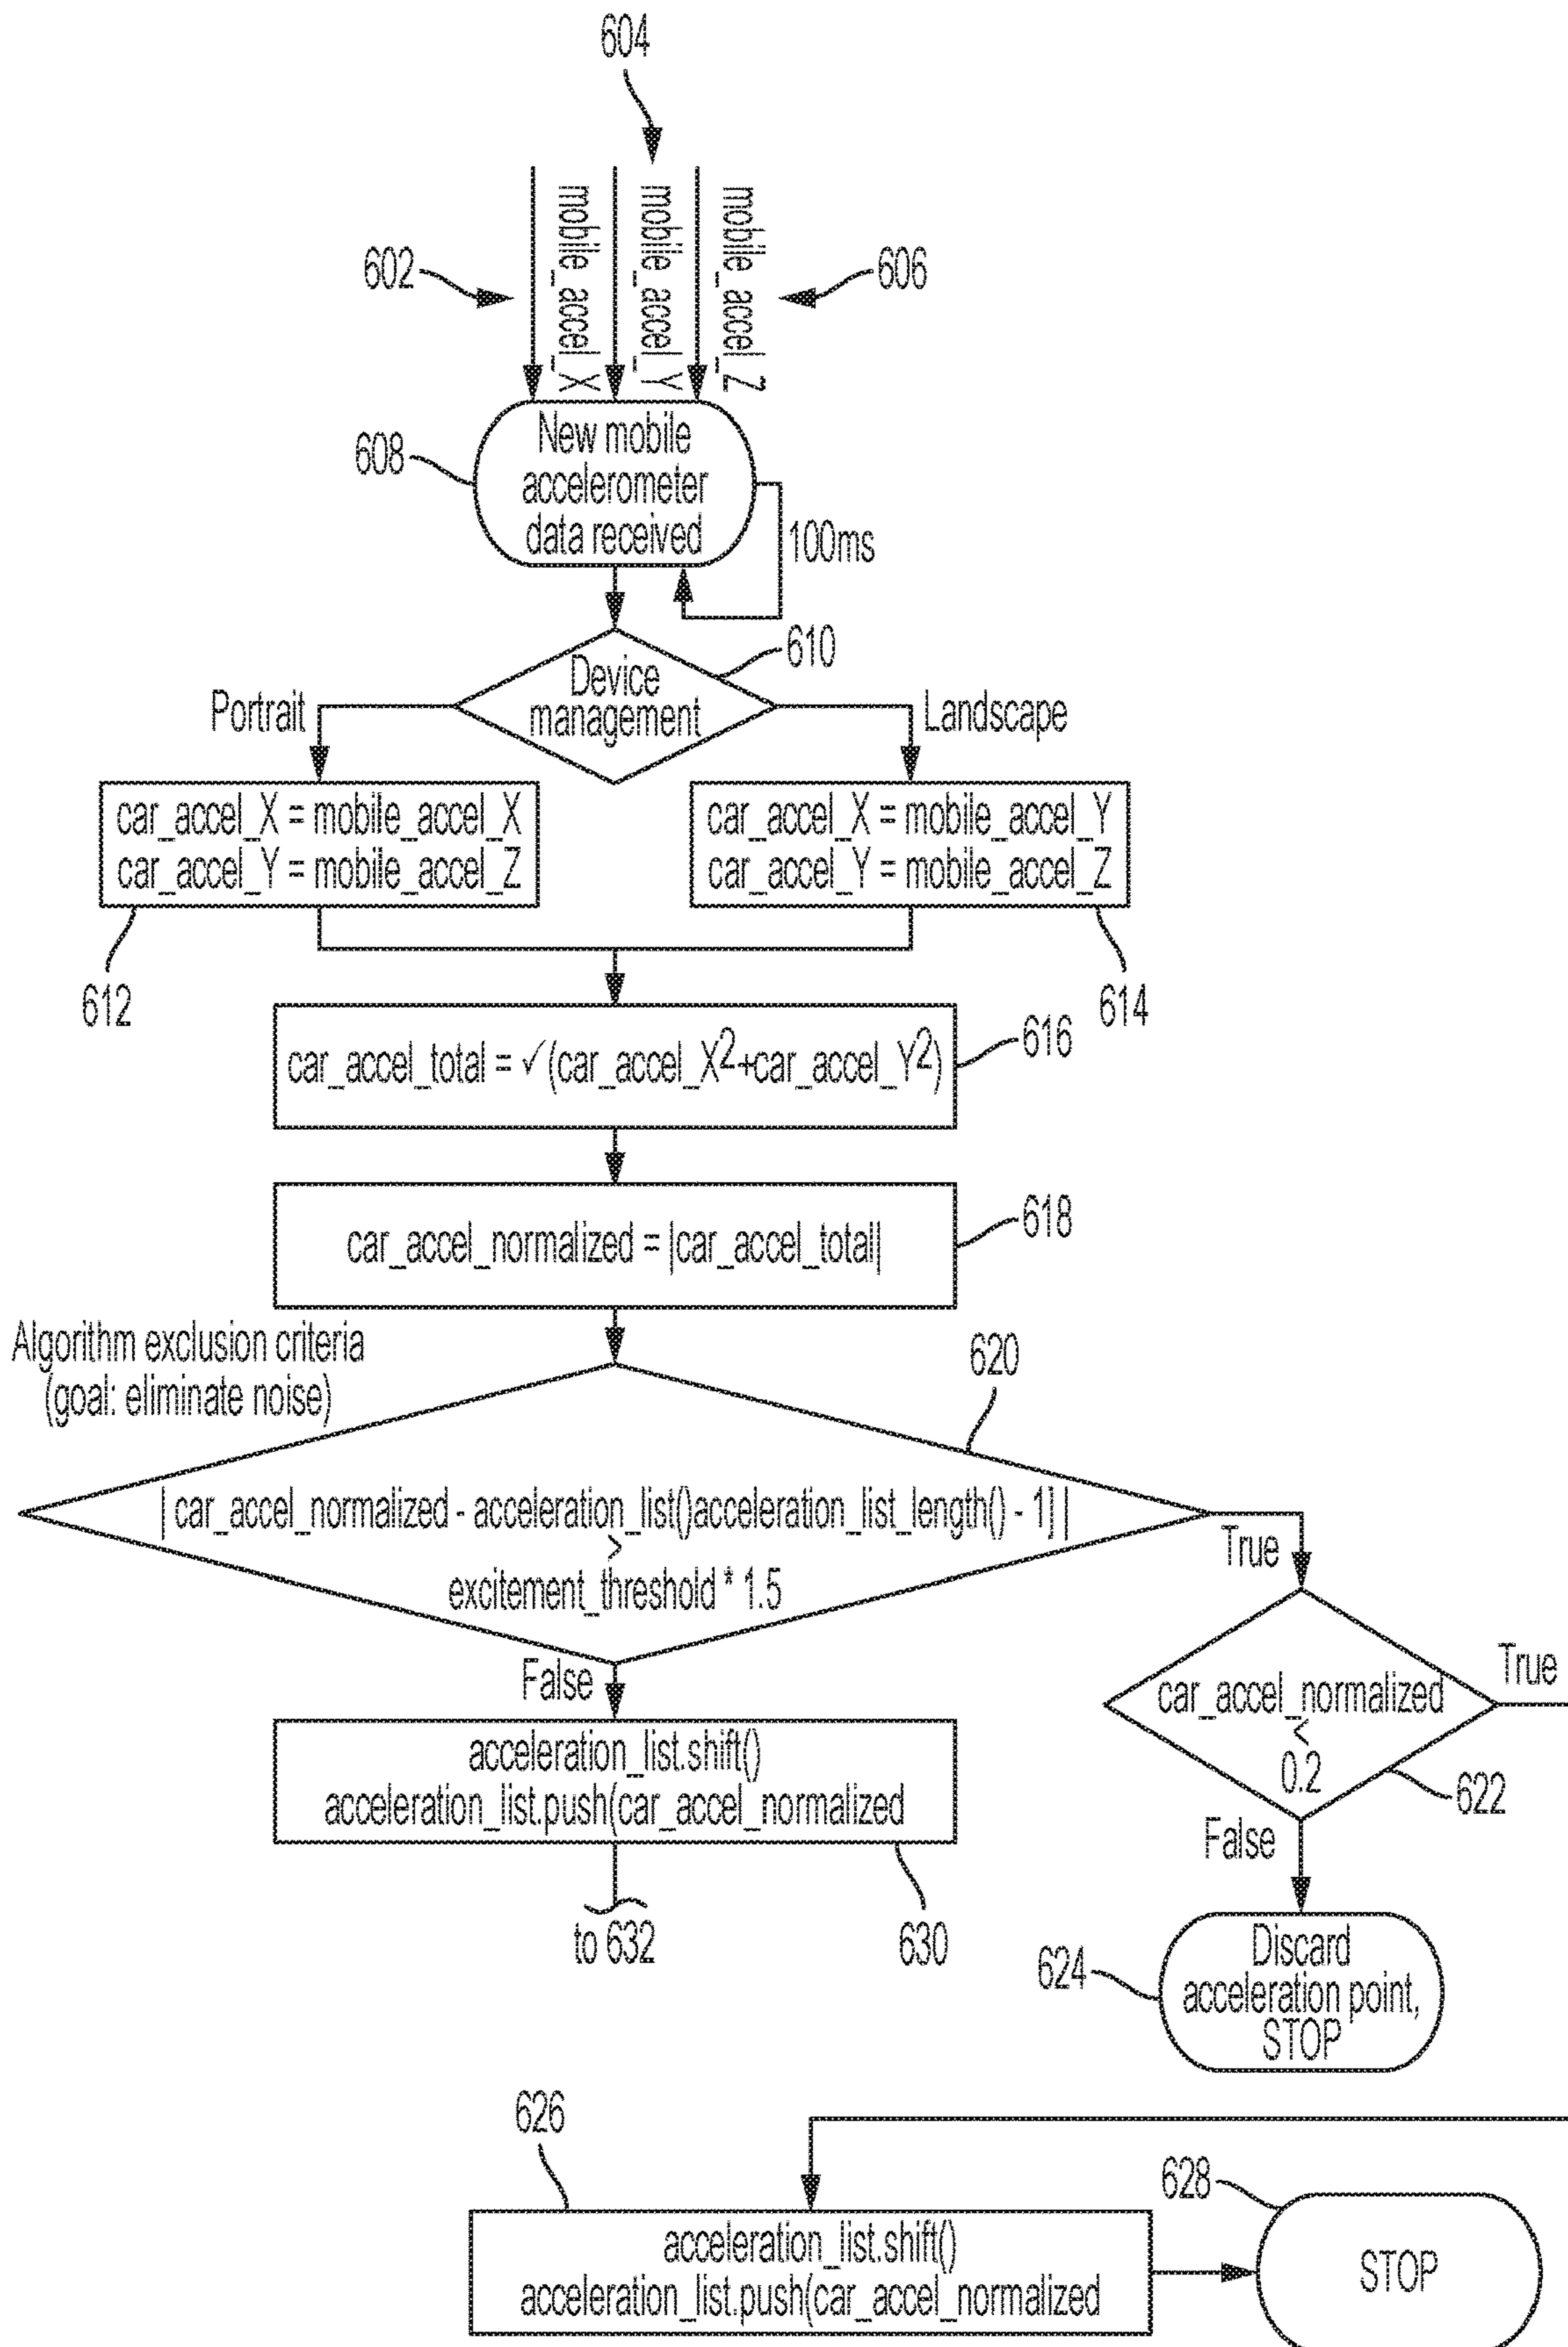 604
602
606
mobile_accel_X
mobile_accel_Y
mobile_accel_Z
608
New mobile
accelerometer
data received
100ms
610
Device
management
Portrait
Landscape
car_accel_X = mobile_accel_X
car_accel_Y = mobile_accel_Z
car_accel_X = mobile_accel_Y
car_accel_Y = mobile_accel_Z
612
614
616
car_accel_total = √(car_accel_X²+car_accel_Y²)
618
car_accel_normalized = |car_accel_total|
Algorithm exclusion criteria
(goal: eliminate noise)
620
| car_accel_normalized - acceleration_list()acceleration_list_length() - 1] |
>
excitement_threshold * 1.5
True
False
car_accel_normalized
<
0.2
True
622
False
acceleration_list.shift()
acceleration_list.push(car_accel_normalized
to 632
630
624
Discard
acceleration point,
STOP
626
628
acceleration_list.shift()
acceleration_list.push(car_accel_normalized
STOP